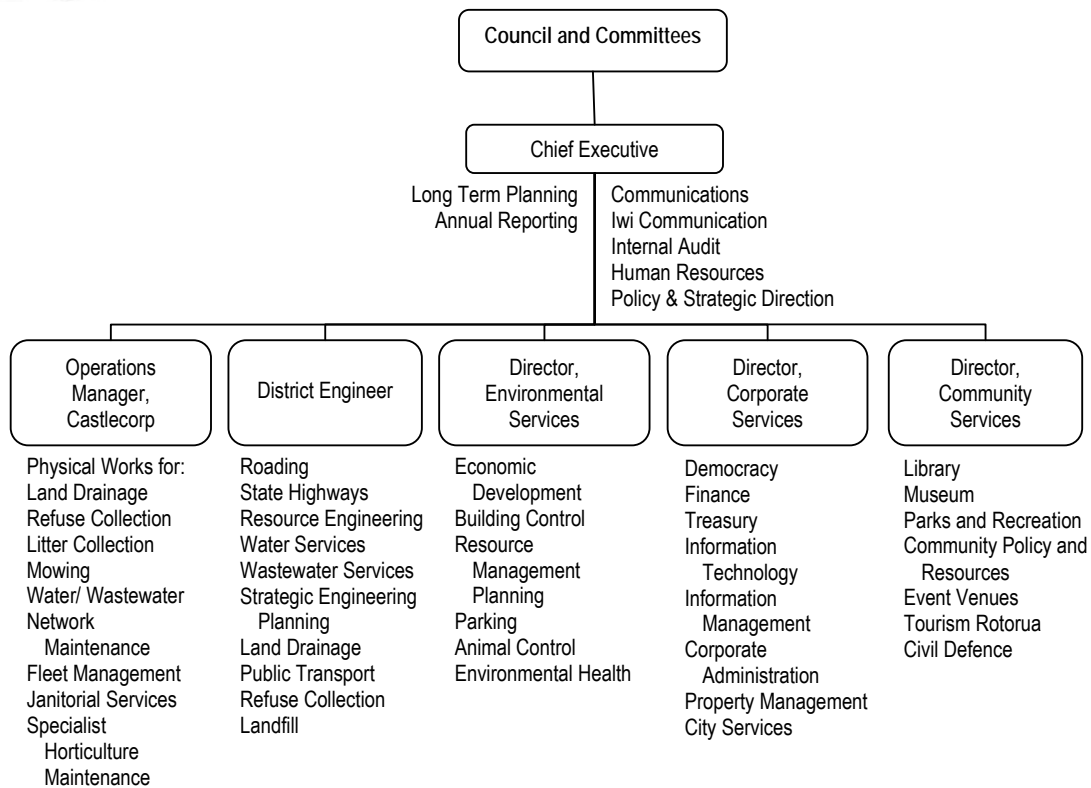 Council and Committees
Chief Executive
Long Term Planning
Annual Reporting
Communications
Iwi Communication
Internal Audit
Human Resources
Policy & Strategic Direction
Operations
Manager,
Castlecorp
Physical Works for:
Land Drainage
Refuse Collection
Litter Collection
Mowing
Water/ Wastewater
Network
Maintenance
Fleet Management
Janitorial Services
Specialist
Horticulture
Maintenance
District Engineer
Roading
State Highways
Resource Engineering
Water Services
Wastewater Services
Strategic Engineering
Planning
Land Drainage
Public Transport
Refuse Collection
Landfill
Director,
Environmental
Services
Economic
Development
Building Control
Resource
Management
Planning
Parking
Animal Control
Environmental Health
Director,
Corporate
Services
Democracy
Finance
Treasury
Information
Technology
Information
Management
Corporate
Administration
Property Management
City Services
Director,
Community
Services
Library
Museum
Parks and Recreation
Community Policy and
Resources
Event Venues
Tourism Rotorua
Civil Defence